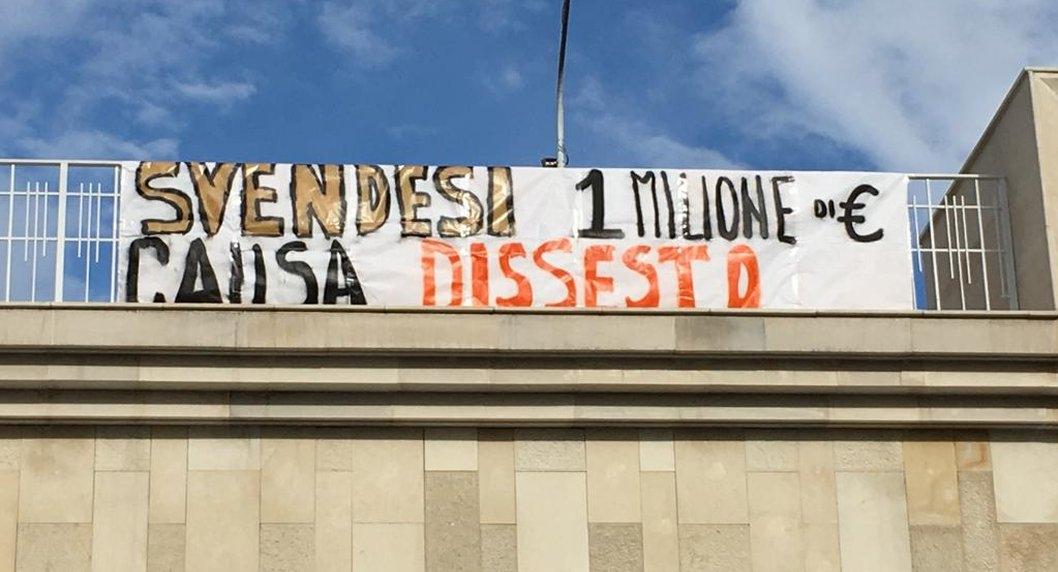 SVENDESI 1 MILIONE DI €
CAUSA DISSESTO